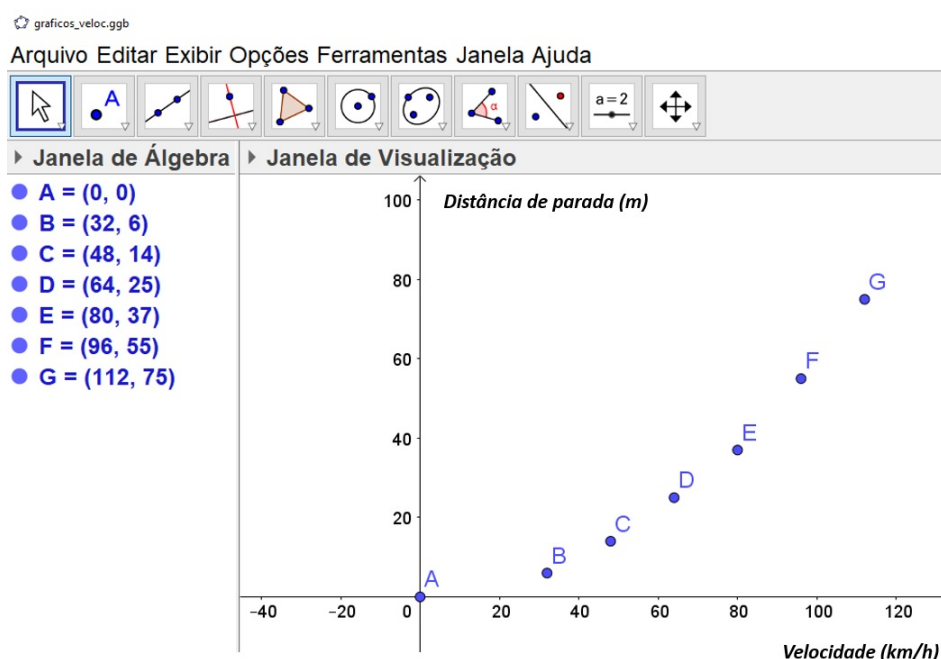 graficos_veloc.ggb
Arquivo Editar Exibir Opções Ferramentas Janela Ajuda
A
α
a=2
Janela de Álgebra
Janela de Visualização
A = (0, 0)
B = (32, 6)
C = (48, 14)
D = (64, 25)
E = (80, 37)
F = (96, 55)
G = (112, 75)
Distância de parada (m)
100
80
60
40
20
G
F
E
D
C
B
A
−40 −20 0 20 40 60 80 100 120
Velocidade (km/h)